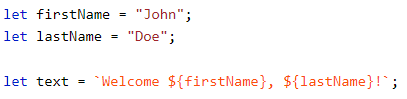 let firstName = "John";
let lastName = "Doe";
let text = `Welcome ${firstName}, ${lastName}!`;